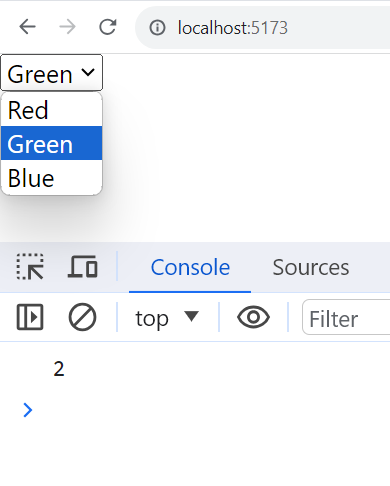 localhost:5173
Green
Red
Green
Blue
Console Sources
top Filter
2